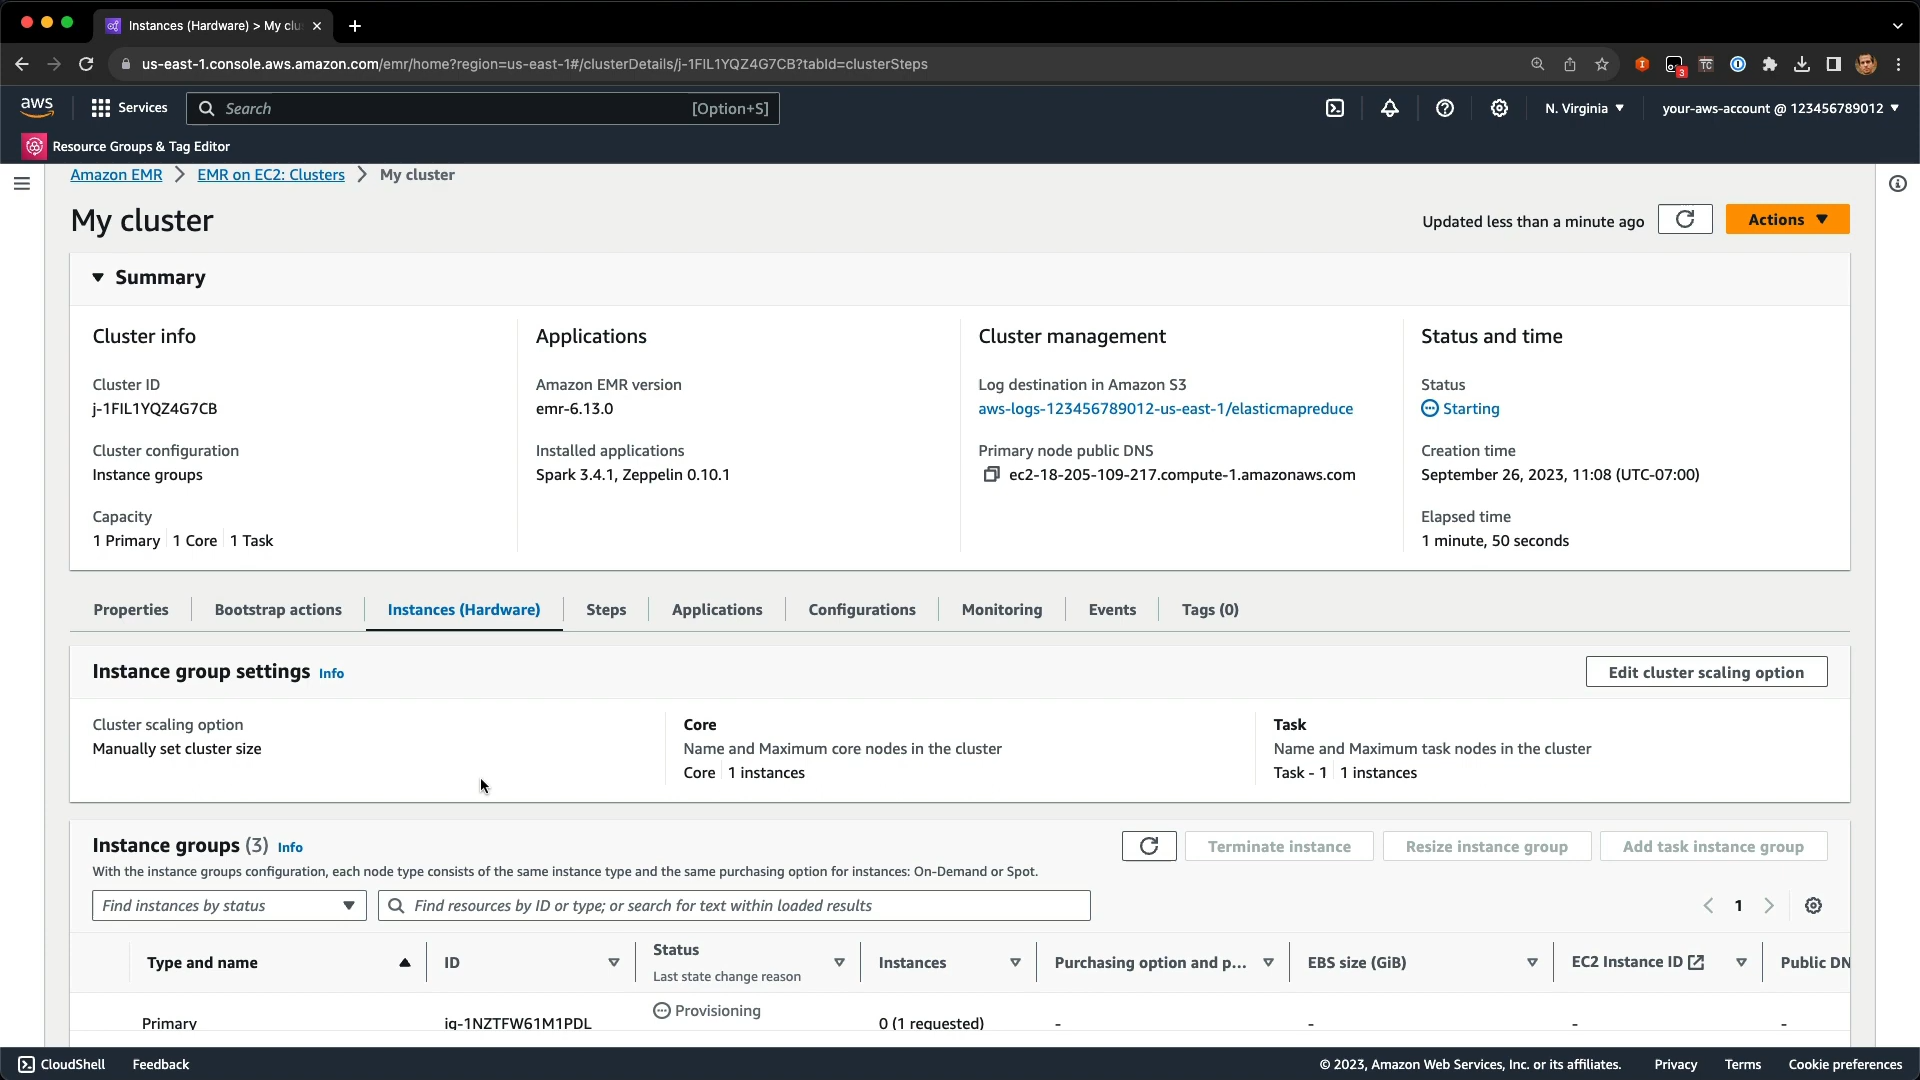 Instances (Hardware) > My clu
us-east-1.console.aws.amazon.com/emr/home?region=us-east-1#/clusterDetails/j-1FIL1YQZ4G7CB?tabId=clusterSteps
3
TC
aws
Services
Search
[Option+S]
N. Virginia
your-aws-account @ 123456789012
Resource Groups & Tag Editor
Amazon EMR
EMR on EC2: Clusters
My cluster
My cluster
Updated less than a minute ago
Actions
Summary
Cluster info
Cluster ID
j-1FIL1YQZ4G7CB
Cluster configuration
Instance groups
Capacity
1 Primary
1 Core
1 Task
Applications
Amazon EMR version
emr-6.13.0
Installed applications
Spark 3.4.1, Zeppelin 0.10.1
Cluster management
Log destination in Amazon S3
aws-logs-123456789012-us-east-1/elasticmapreduce
Primary node public DNS
ec2-18-205-109-217.compute-1.amazonaws.com
Status and time
Status
Starting
Creation time
September 26, 2023, 11:08 (UTC-07:00)
Elapsed time
1 minute, 50 seconds
Properties
Bootstrap actions
Instances (Hardware)
Steps
Applications
Configurations
Monitoring
Events
Tags (0)
Instance group settings Info
Edit cluster scaling option
Cluster scaling option
Manually set cluster size
Core
Name and Maximum core nodes in the cluster
Core
1 instances
Task
Name and Maximum task nodes in the cluster
Task - 1
1 instances
Instance groups (3) Info
With the instance groups configuration, each node type consists of the same instance type and the same purchasing option for instances: On-Demand or Spot.
Terminate instance
Resize instance group
Add task instance group
Find instances by status
Find resources by ID or type; or search for text within loaded results
1
Type and name
ID
Status
Last state change reason
Instances
Purchasing option and p...
EBS size (GiB)
EC2 Instance ID
Public DN
Primary
ig-1NZTFW61M1PDL
Provisioning
0 (1 requested)
-
-
-
-
CloudShell
Feedback
© 2023, Amazon Web Services, Inc. or its affiliates.
Privacy
Terms
Cookie preferences